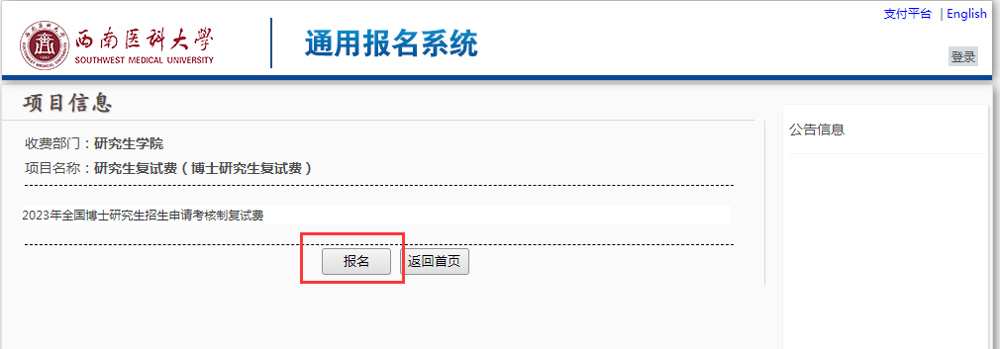 支付平台 | English
西南医科大学
SOUTHWEST MEDICAL UNIVERSITY
通用报名系统
登录
项目信息
公告信息
收费部门：研究生学院
项目名称：研究生复试费（博士研究生复试费）
2023年全国博士研究生招生申请考核制复试费
报名
返回首页